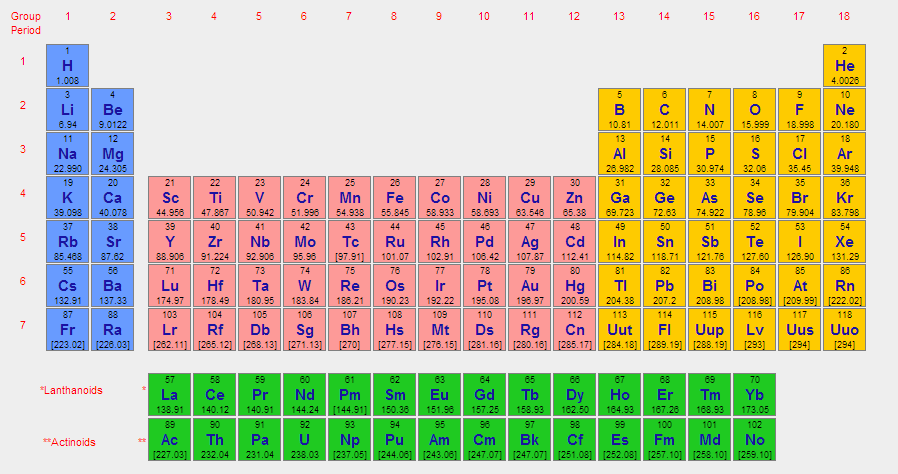 Group 1 2 3 4 5 6 7 8 9 10 11 12 13 14 15 16 17 18
Period
1 2
1 H He
1.008 4.0026
3 4 5 6 7 8 9 10
2 Li Be B C N O F Ne
6.94 9.0122 10.81 12.011 14.007 15.999 18.998 20.180
11 12 13 14 15 16 17 18
3 Na Mg Al Si P S Cl Ar
22.990 24.305 26.982 28.085 30.974 32.06 35.45 39.948
19 20 21 22 23 24 25 26 27 28 29 30 31 32 33 34 35 36
4 K Ca Sc Ti V Cr Mn Fe Co Ni Cu Zn Ga Ge As Se Br Kr
39.098 40.078 44.956 47.867 50.942 51.996 54.938 55.845 58.933 58.693 63.546 65.38 69.723 72.63 74.922 78.96 79.904 83.798
37 38 39 40 41 42 43 44 45 46 47 48 49 50 51 52 53 54
5 Rb Sr Y Zr Nb Mo Tc Ru Rh Pd Ag Cd In Sn Sb Te I Xe
85.468 87.62 88.906 91.224 92.906 95.96 [97.91] 101.07 102.91 106.42 107.87 112.41 114.82 118.71 121.76 127.60 126.90 131.29
55 56 71 72 73 74 75 76 77 78 79 80 81 82 83 84 85 86
6 Cs Ba Lu Hf Ta W Re Os Ir Pt Au Hg Tl Pb Bi Po At Rn
132.91 137.33 174.97 178.49 180.95 183.84 186.21 190.23 192.22 195.08 196.97 200.59 204.38 207.2 208.98 [208.98] [209.99] [222.02]
87 88 103 104 105 106 107 108 109 110 111 112 113 114 115 116 117 118
7 Fr Ra Lr Rf Db Sg Bh Hs Mt Ds Rg Cn Uut Fl Uup Lv Uus Uuo
[223.02] [226.03] [262.11] [265.12] [268.13] [271.13] [270] [277.15] [276.15] [281.16] [280.16] [285.17] [284.18] [289.19] [288.19] [293] [294] [294]
57 58 59 60 61 62 63 64 65 66 67 68 69 70
*Lanthanoids * La Ce Pr Nd Pm Sm Eu Gd Tb Dy Ho Er Tm Yb
138.91 140.12 140.91 144.24 [144.91] 150.36 151.96 157.25 158.93 162.50 164.93 167.26 168.93 173.05
89 90 91 92 93 94 95 96 97 98 99 100 101 102
**Actinoids ** Ac Th Pa U Np Pu Am Cm Bk Cf Es Fm Md No
[227.03] 232.04 231.04 238.03 [237.05] [244.06] [243.06] [247.07] [247.07] [251.08] [252.08] [257.10] [258.10] [259.10]